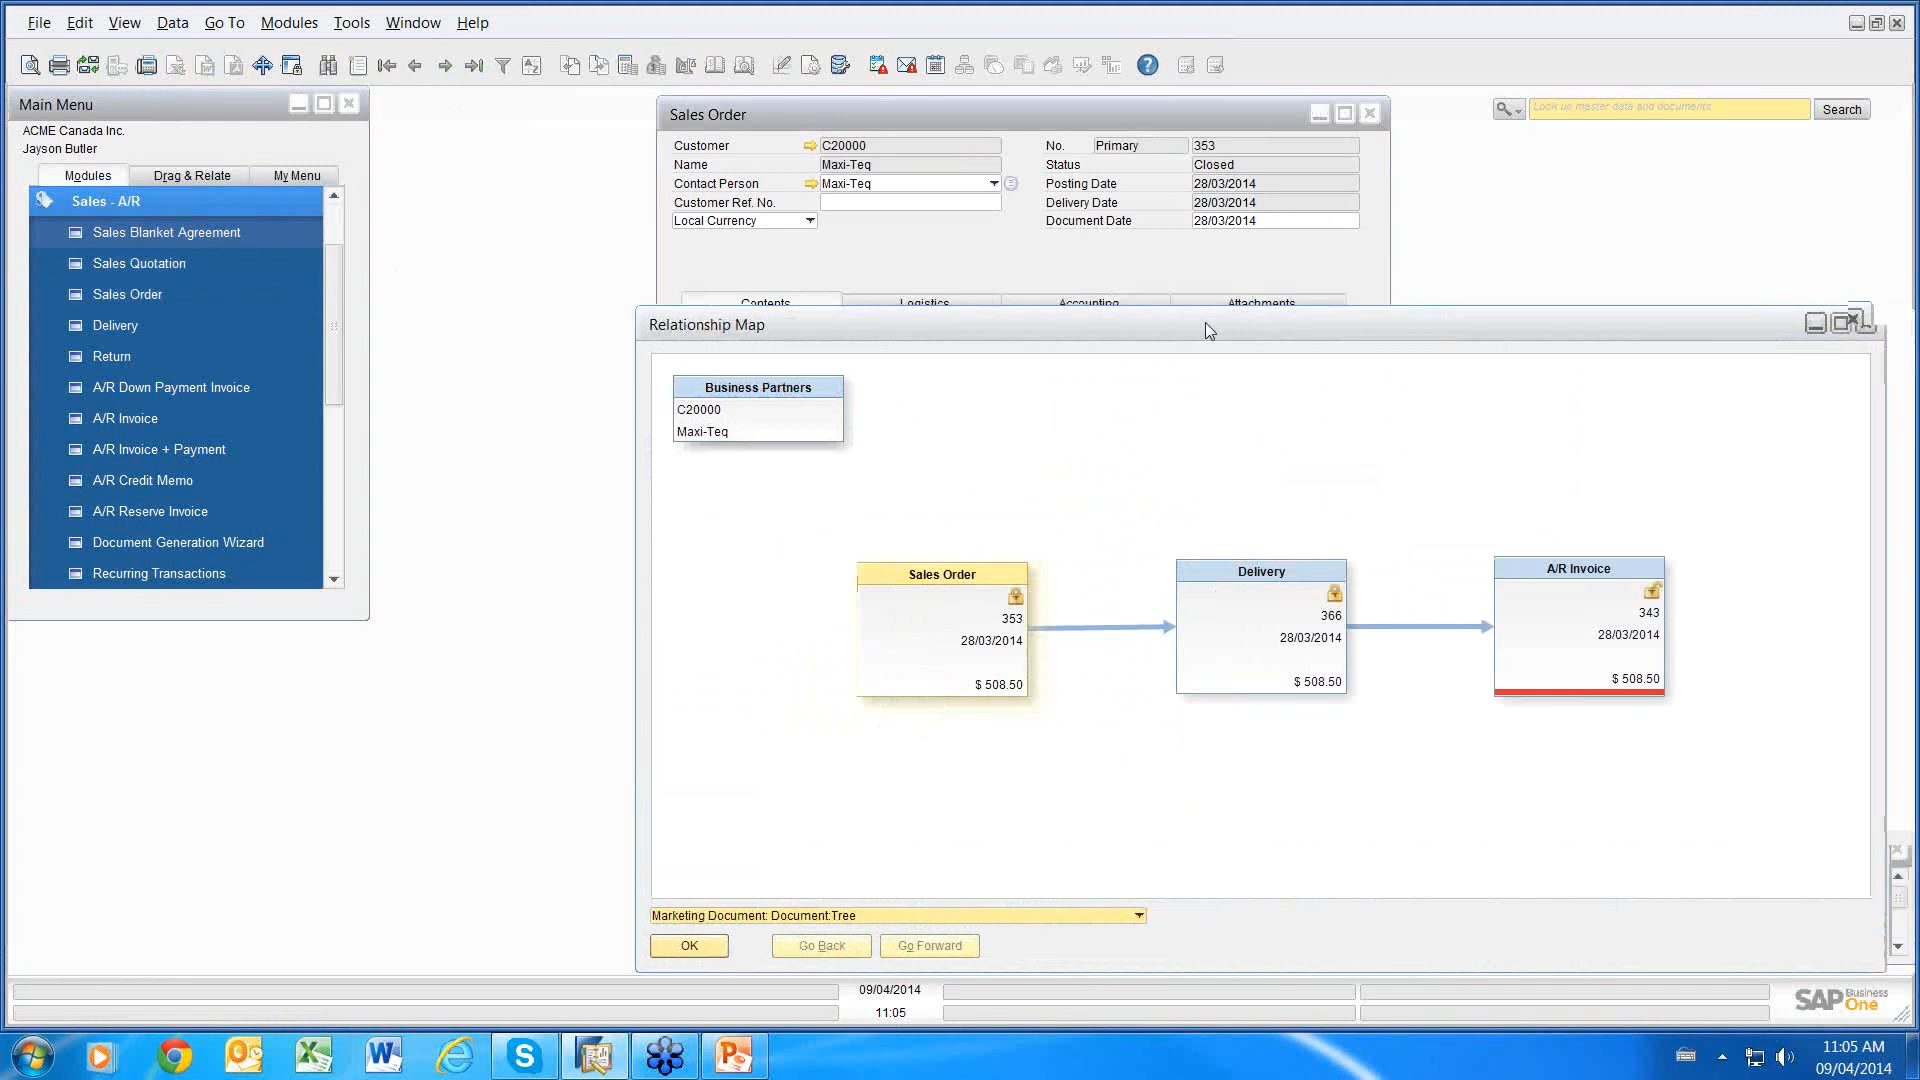 File Edit View Data Go To Modules Tools Window Help
Main Menu
ACME Canada Inc.
Jayson Butler
Modules Drag & Relate My Menu
Sales - A/R
Sales Blanket Agreement
Sales Quotation
Sales Order
Delivery
Return
A/R Down Payment Invoice
A/R Invoice
A/R Invoice + Payment
A/R Credit Memo
A/R Reserve Invoice
Document Generation Wizard
Recurring Transactions
Look up master data and documents Search
Sales Order
Customer C20000 No. Primary 353
Name Maxi-Teq Status Closed
Contact Person Maxi-Teq Posting Date 28/03/2014
Customer Ref. No. Delivery Date 28/03/2014
Local Currency Document Date 28/03/2014
Contents Logistics Accounting Attachments
Relationship Map
Business Partners
C20000
Maxi-Teq
Sales Order
353
28/03/2014
$ 508.50
Delivery
366
28/03/2014
$ 508.50
A/R Invoice
343
28/03/2014
$ 508.50
Marketing Document: Document:Tree
OK Go Back Go Forward
09/04/2014
11:05
SAP Business One
11:05 AM
09/04/2014